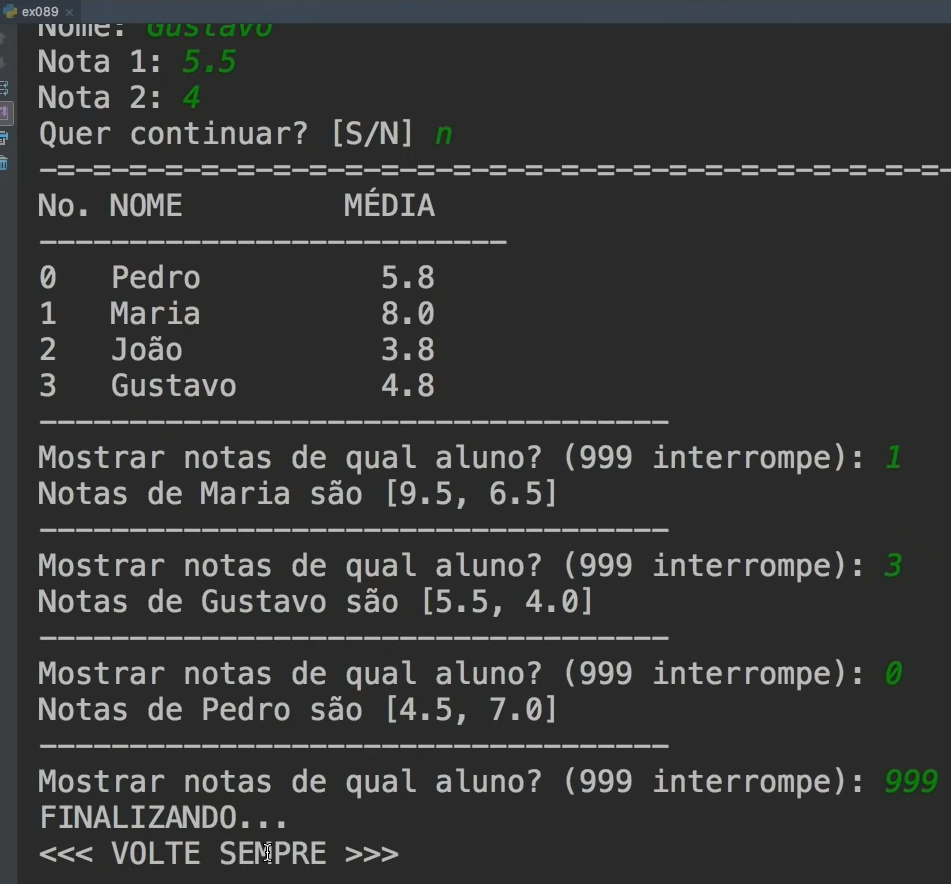 ex089
Nome: Gustavo
Nota 1: 5.5
Nota 2: 4
Quer continuar? [S/N] n
-=-=-=-=-=-=-=-=-=-=-=-=-=-=-=-=-=-=-=-=-=-=-=-=-=-
No. NOME         MÉDIA
--------------------------
0   Pedro          5.8
1   Maria          8.0
2   João           3.8
3   Gustavo        4.8
-----------------------------------
Mostrar notas de qual aluno? (999 interrompe): 1
Notas de Maria são [9.5, 6.5]
-----------------------------------
Mostrar notas de qual aluno? (999 interrompe): 3
Notas de Gustavo são [5.5, 4.0]
-----------------------------------
Mostrar notas de qual aluno? (999 interrompe): 0
Notas de Pedro são [4.5, 7.0]
-----------------------------------
Mostrar notas de qual aluno? (999 interrompe): 999
FINALIZANDO...
<<< VOLTE SEMPRE >>>